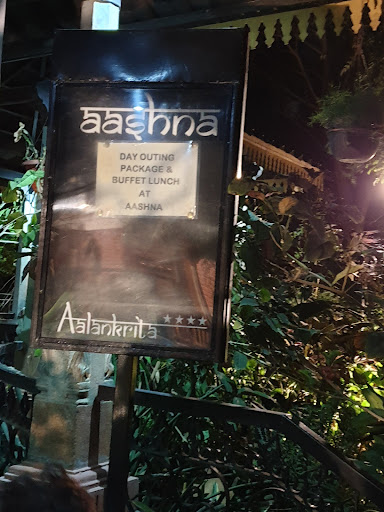 aashna
DAY OUTING
PACKAGE &
BUFFET LUNCH
AT
AASHNA
Aalankrita ★★★★